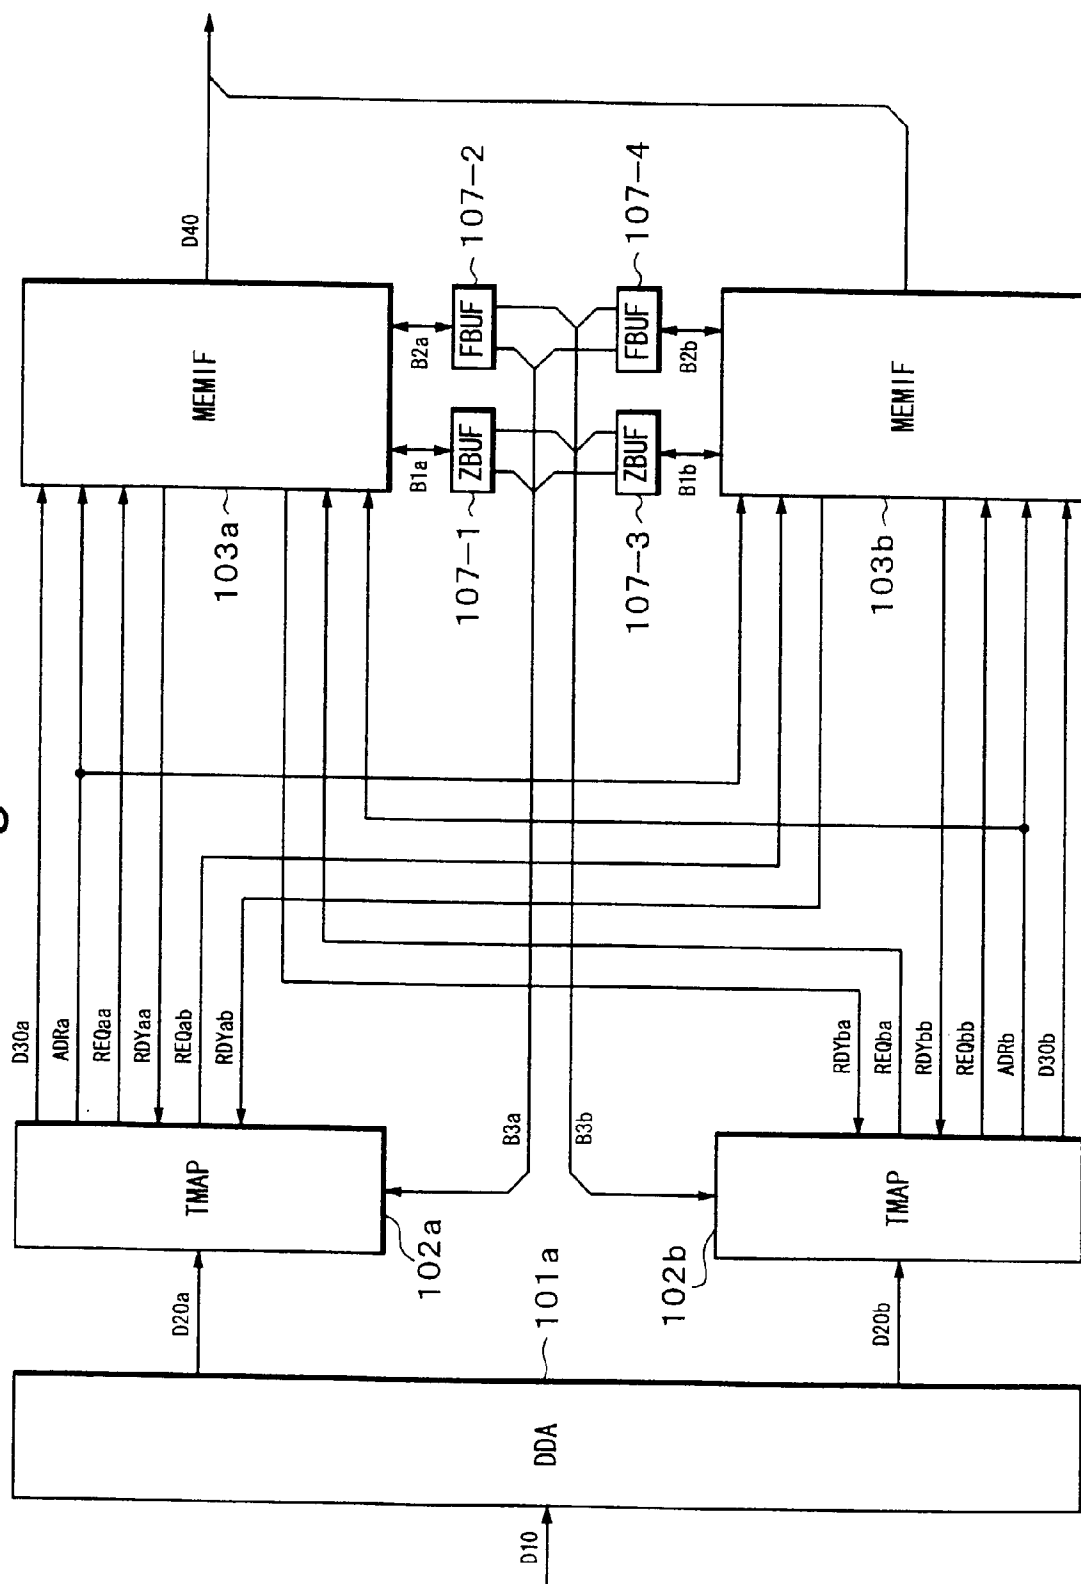 D10
DDA
101a
D20a
D20b
TMAP
102a
TMAP
102b
D30a
ADRa
REQaa
RDYaa
REQab
RDYab
B3a
B3b
RDYba
REQba
RDYbb
REQbb
ADRb
D30b
MEMIF
103a
MEMIF
103b
B1a
B2a
ZBUF
107-1
FBUF
107-2
ZBUF
107-3
FBUF
107-4
B1b
B2b
D40